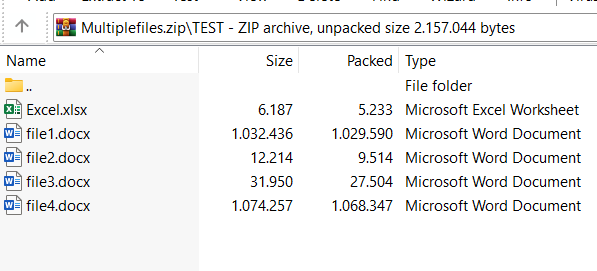 Multiplefiles.zip\TEST - ZIP archive, unpacked size 2.157.044 bytes
Name Size Packed Type
.. File folder
Excel.xlsx 6.187 5.233 Microsoft Excel Worksheet
file1.docx 1.032.436 1.029.590 Microsoft Word Document
file2.docx 12.214 9.514 Microsoft Word Document
file3.docx 31.950 27.504 Microsoft Word Document
file4.docx 1.074.257 1.068.347 Microsoft Word Document